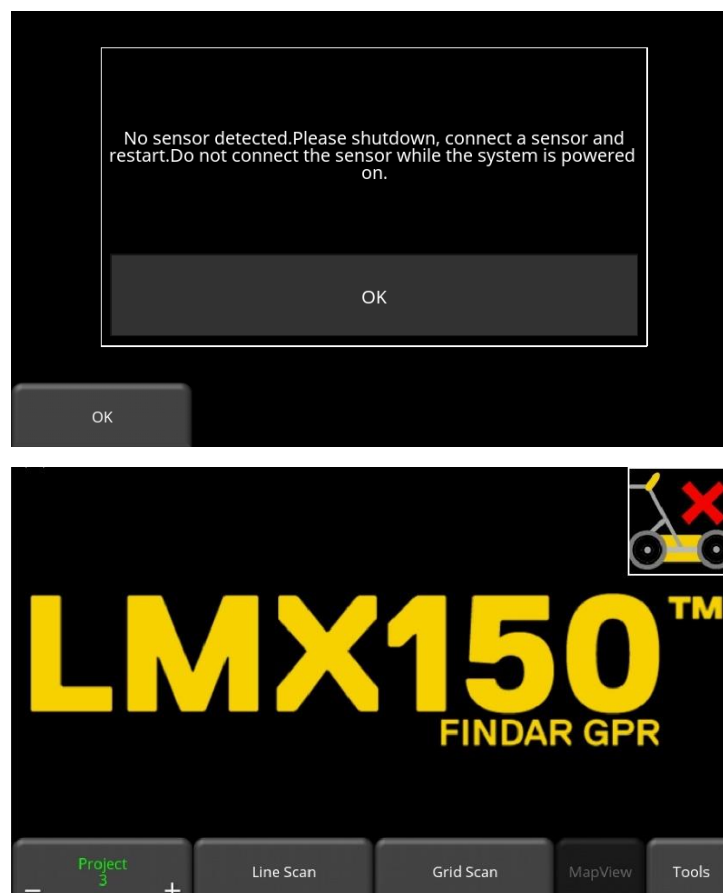 No sensor detected.Please shutdown, connect a sensor and
restart.Do not connect the sensor while the system is powered
on.
OK
OK
LMX150™
FINDAR GPR
Project
3
− +
Line Scan
Grid Scan
MapView
Tools